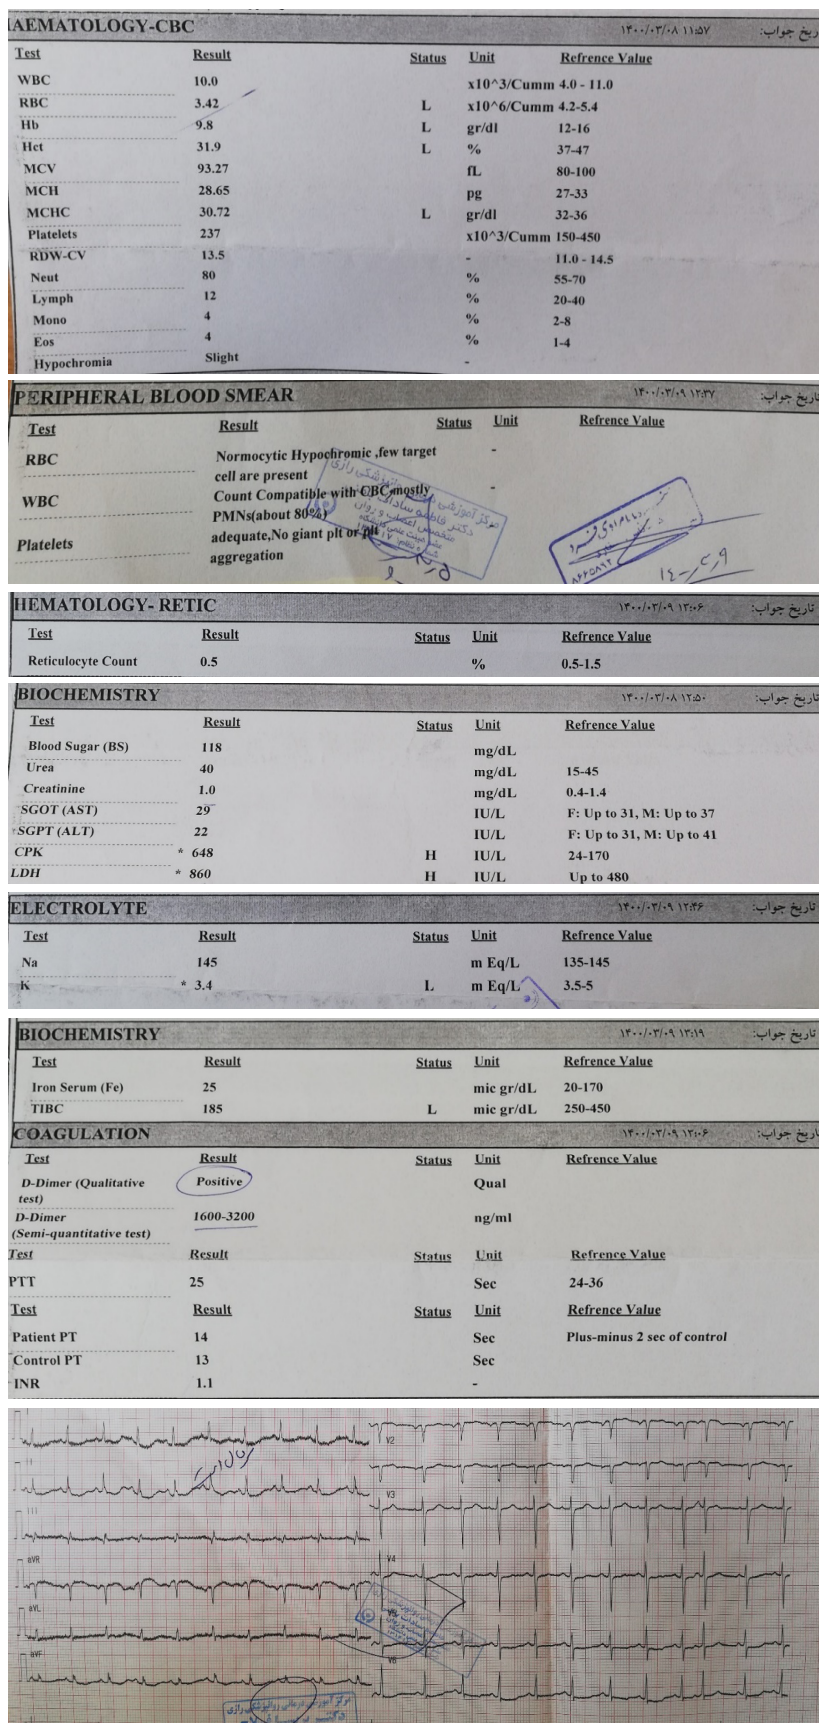 AEMATOLOGY-CBC ۱۴۰۰/۰۳/۰۸ ۱۱:۵۷ ریخ جواب:
Test Result Status Unit Refrence Value
WBC 10.0 x10^3/Cumm 4.0 - 11.0
RBC 3.42 L x10^6/Cumm 4.2-5.4
Hb 9.8 L gr/dl 12-16
Hct 31.9 L % 37-47
MCV 93.27 fL 80-100
MCH 28.65 pg 27-33
MCHC 30.72 L gr/dl 32-36
Platelets 237 x10^3/Cumm 150-450
RDW-CV 13.5 - 11.0 - 14.5
Neut 80 % 55-70
Lymph 12 % 20-40
Mono 4 % 2-8
Eos 4 % 1-4
Hypochromia Slight -
PERIPHERAL BLOOD SMEAR ۱۴۰۰/۰۳/۰۹ ۱۲:۳۷ تاریخ جواب:
Test Result Status Unit Refrence Value
RBC Normocytic Hypochromic ,few target -
cell are present
WBC Count Compatible with CBC,mostly -
PMNs(about 80%)
Platelets adequate,No giant plt or plt
aggregation
HEMATOLOGY- RETIC ۱۴۰۰/۰۳/۰۹ ۱۳:۰۶ تاریخ جواب:
Test Result Status Unit Refrence Value
Reticulocyte Count 0.5 % 0.5-1.5
BIOCHEMISTRY ۱۴۰۰/۰۳/۰۸ ۱۲:۵۰ تاریخ جواب:
Test Result Status Unit Refrence Value
Blood Sugar (BS) 118 mg/dL
Urea 40 mg/dL 15-45
Creatinine 1.0 mg/dL 0.4-1.4
SGOT (AST) 29 IU/L F: Up to 31, M: Up to 37
SGPT (ALT) 22 IU/L F: Up to 31, M: Up to 41
CPK * 648 H IU/L 24-170
LDH * 860 H IU/L Up to 480
ELECTROLYTE ۱۴۰۰/۰۳/۰۹ ۱۲:۴۶ تاریخ جواب:
Test Result Status Unit Refrence Value
Na 145 m Eq/L 135-145
K * 3.4 L m Eq/L 3.5-5
BIOCHEMISTRY ۱۴۰۰/۰۳/۰۹ ۱۳:۱۹ تاریخ جواب:
Test Result Status Unit Refrence Value
Iron Serum (Fe) 25 mic gr/dL 20-170
TIBC 185 L mic gr/dL 250-450
COAGULATION ۱۴۰۰/۰۳/۰۹ ۱۳:۰۶ تاریخ جواب:
Test Result Status Unit Refrence Value
D-Dimer (Qualitative Positive Qual
test)
D-Dimer 1600-3200 ng/ml
(Semi-quantitative test)
Test Result Status Unit Refrence Value
PTT 25 Sec 24-36
Test Result Status Unit Refrence Value
Patient PT 14 Sec Plus-minus 2 sec of control
Control PT 13 Sec
INR 1.1 -
V2
II
V3
III
aVR V4
aVL
aVF V6
مرکز آموزشی درمانی روانپزشکی رازی